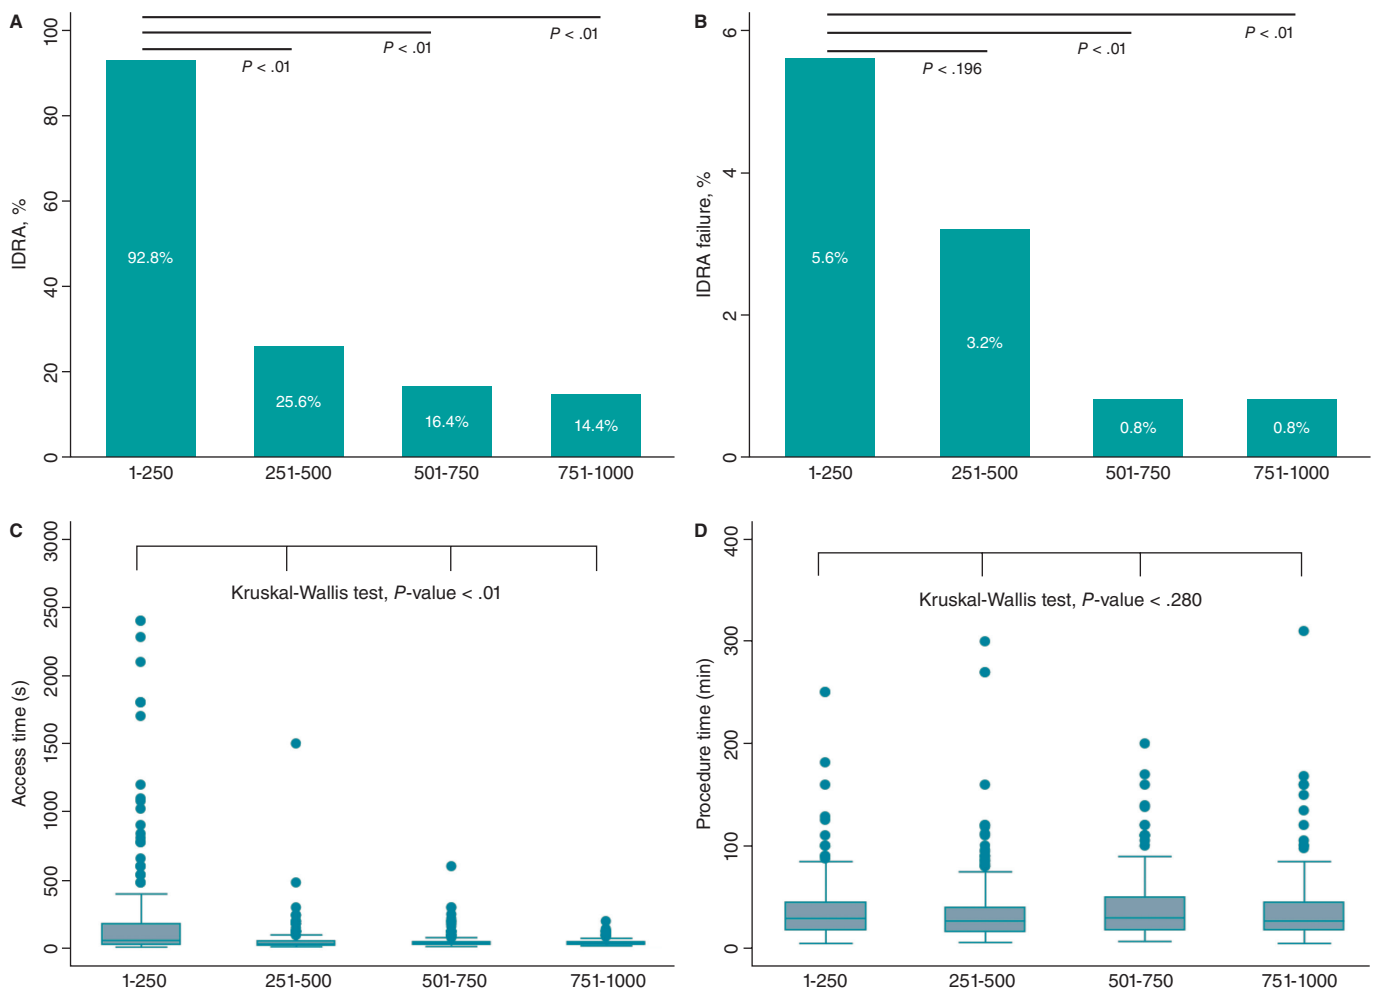 A
IDRA, %
100
80
60
40
20
0
P < .01
P < .01
P < .01
92.8%
25.6%
16.4%
14.4%
1-250
251-500
501-750
751-1000
B
IDRA failure, %
6
4
2
0
P < .01
P < .01
P < .196
5.6%
3.2%
0.8%
0.8%
1-250
251-500
501-750
751-1000
C
Access time (s)
3000
2500
2000
1500
1000
500
0
Kruskal-Wallis test, P-value < .01
1-250
251-500
501-750
751-1000
D
Procedure time (min)
400
300
200
100
0
Kruskal-Wallis test, P-value < .280
1-250
251-500
501-750
751-1000